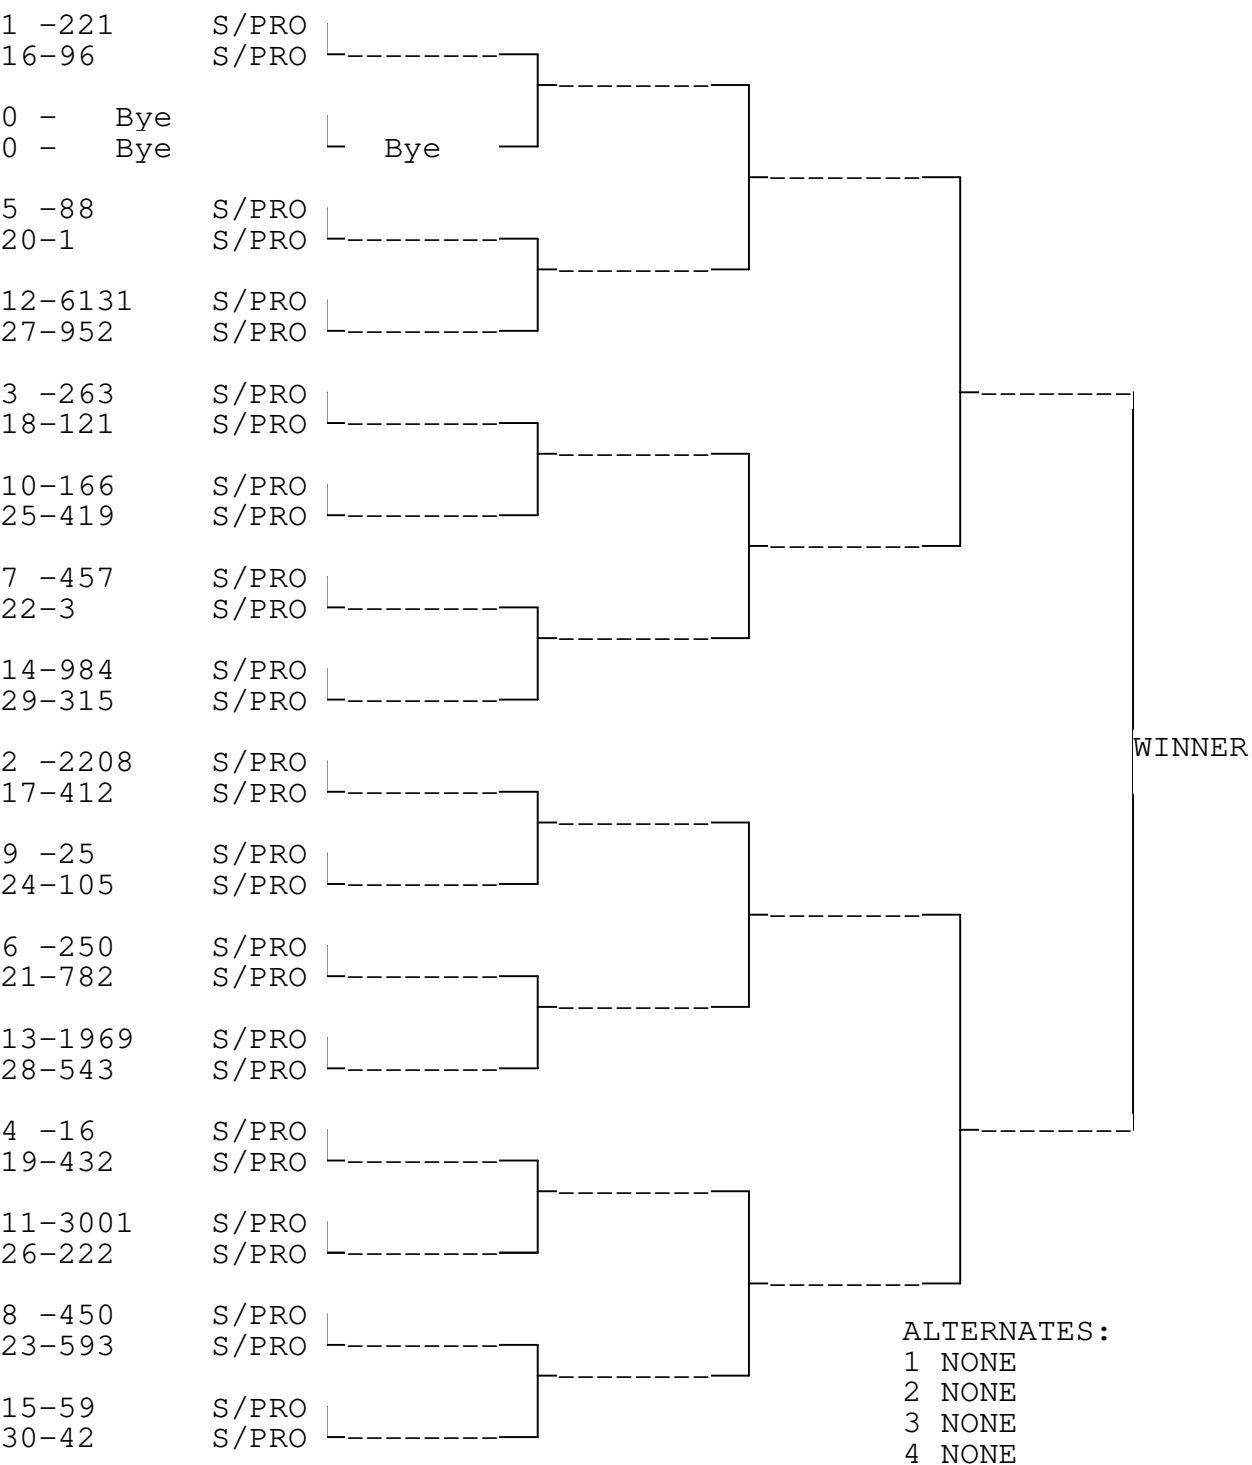 1 -221 S/PRO
16-96 S/PRO
0 - Bye
0 - Bye Bye
5 -88 S/PRO
20-1 S/PRO
12-6131 S/PRO
27-952 S/PRO
3 -263 S/PRO
18-121 S/PRO
10-166 S/PRO
25-419 S/PRO
7 -457 S/PRO
22-3 S/PRO
14-984 S/PRO
29-315 S/PRO
WINNER
2 -2208 S/PRO
17-412 S/PRO
9 -25 S/PRO
24-105 S/PRO
6 -250 S/PRO
21-782 S/PRO
13-1969 S/PRO
28-543 S/PRO
4 -16 S/PRO
19-432 S/PRO
11-3001 S/PRO
26-222 S/PRO
8 -450 S/PRO
23-593 S/PRO
15-59 S/PRO
30-42 S/PRO
ALTERNATES:
1 NONE
2 NONE
3 NONE
4 NONE